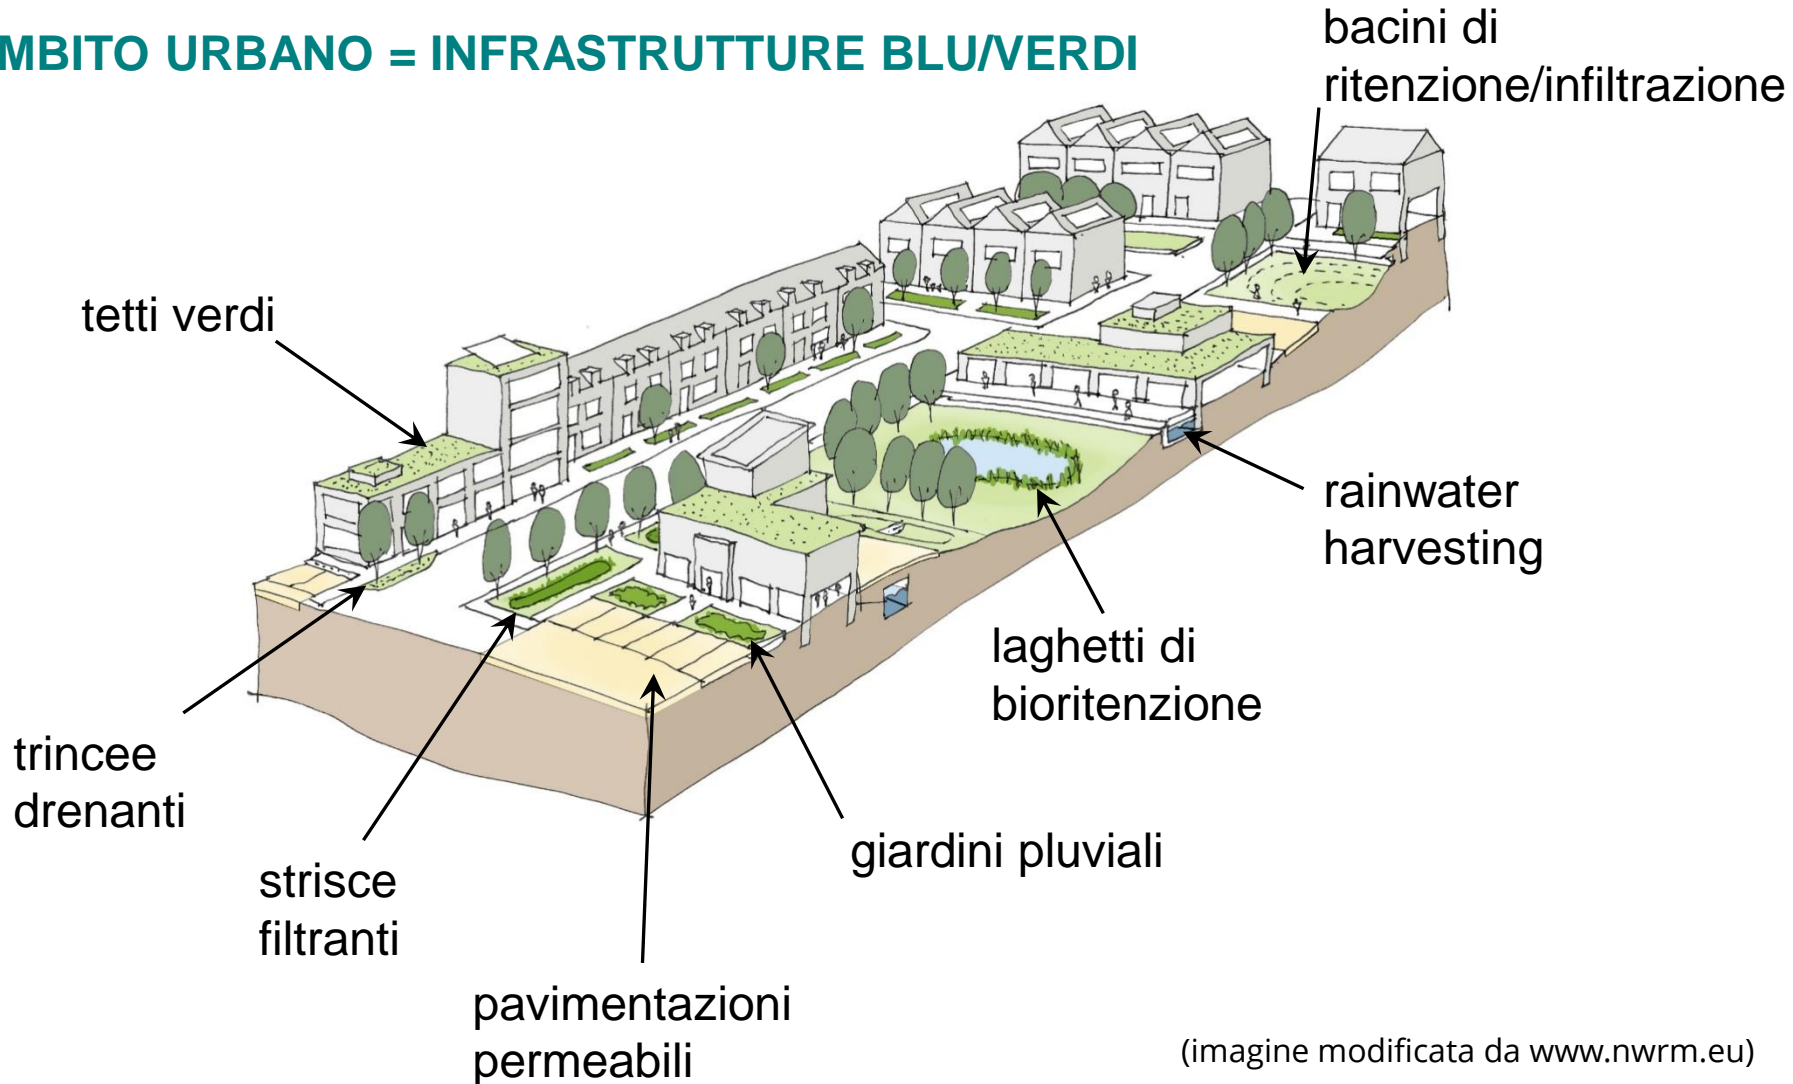 MBITO URBANO = INFRASTRUTTURE BLU/VERDI
bacini di
ritenzione/infiltrazione
tetti verdi
rainwater
harvesting
laghetti di
bioritenzione
trincee
drenanti
giardini pluviali
strisce
filtranti
pavimentazioni
permeabili
(imagine modificata da www.nwrm.eu)